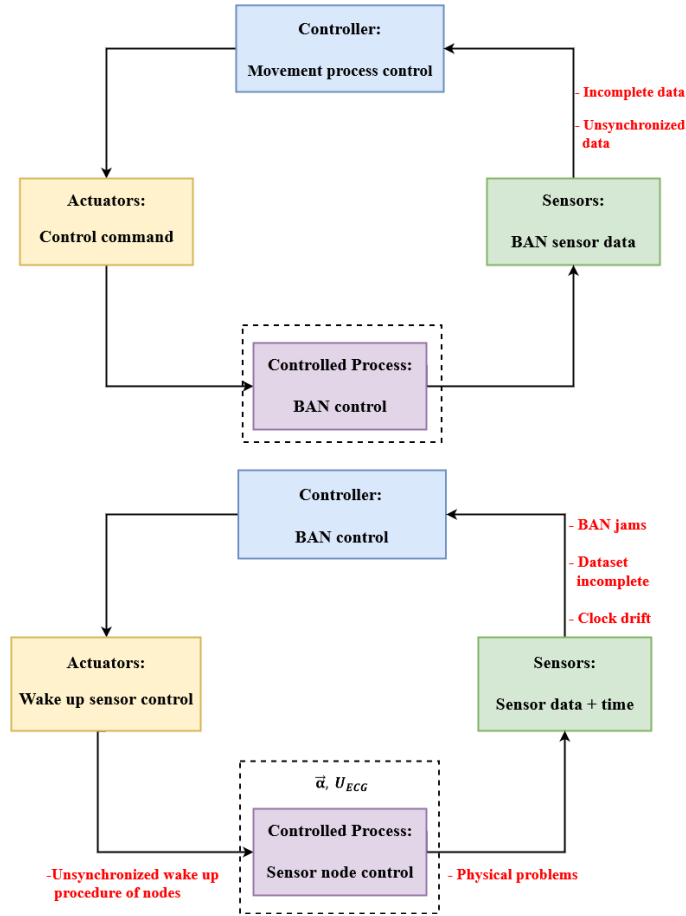 Controller:
Movement process control
- Incomplete data
- Unsynchronized
data
Actuators:
Control command
Sensors:
BAN sensor data
Controlled Process:
BAN control
Controller:
BAN control
- BAN jams
- Dataset
incomplete
- Clock drift
Actuators:
Wake up sensor control
Sensors:
Sensor data + time
α⃗, U_ECG
Controlled Process:
Sensor node control
-Unsynchronized wake up
procedure of nodes
- Physical problems